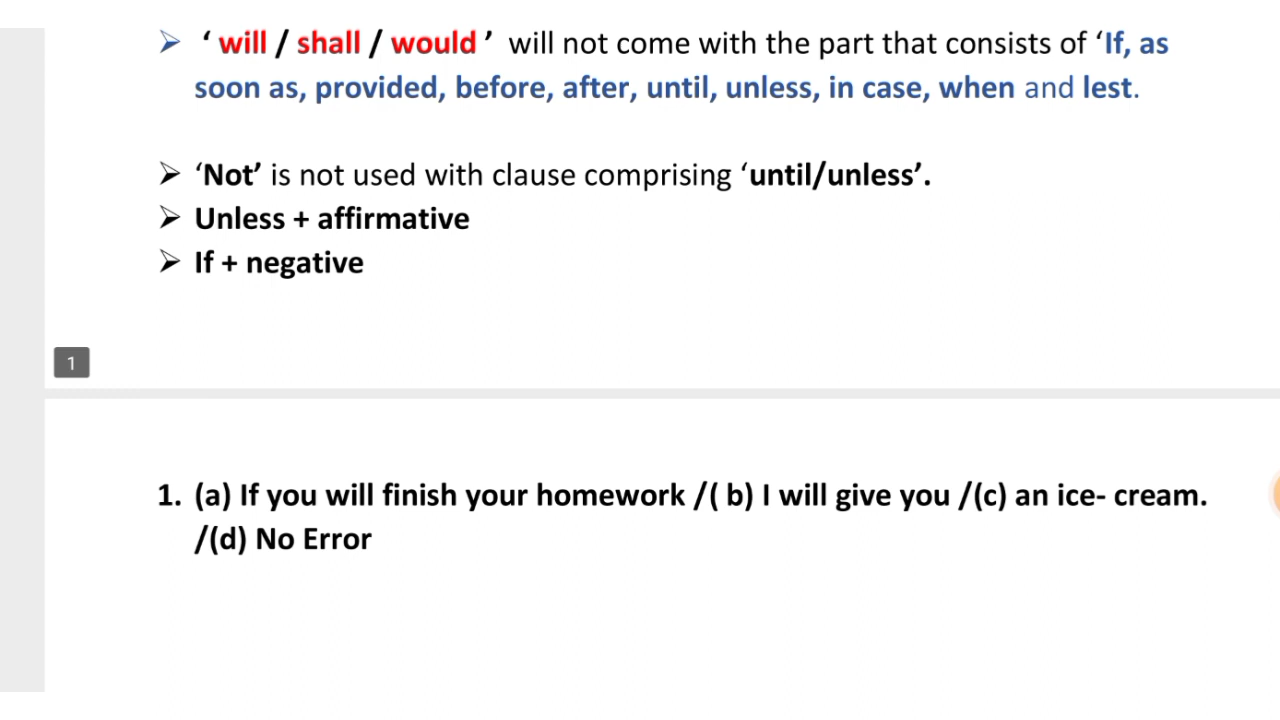 ➢ ‘ will / shall / would ’ will not come with the part that consists of ‘If, as
soon as, provided, before, after, until, unless, in case, when and lest.
➢ ‘Not’ is not used with clause comprising ‘until/unless’.
➢ Unless + affirmative
➢ If + negative
1
1. (a) If you will finish your homework /( b) I will give you /(c) an ice- cream.
/(d) No Error